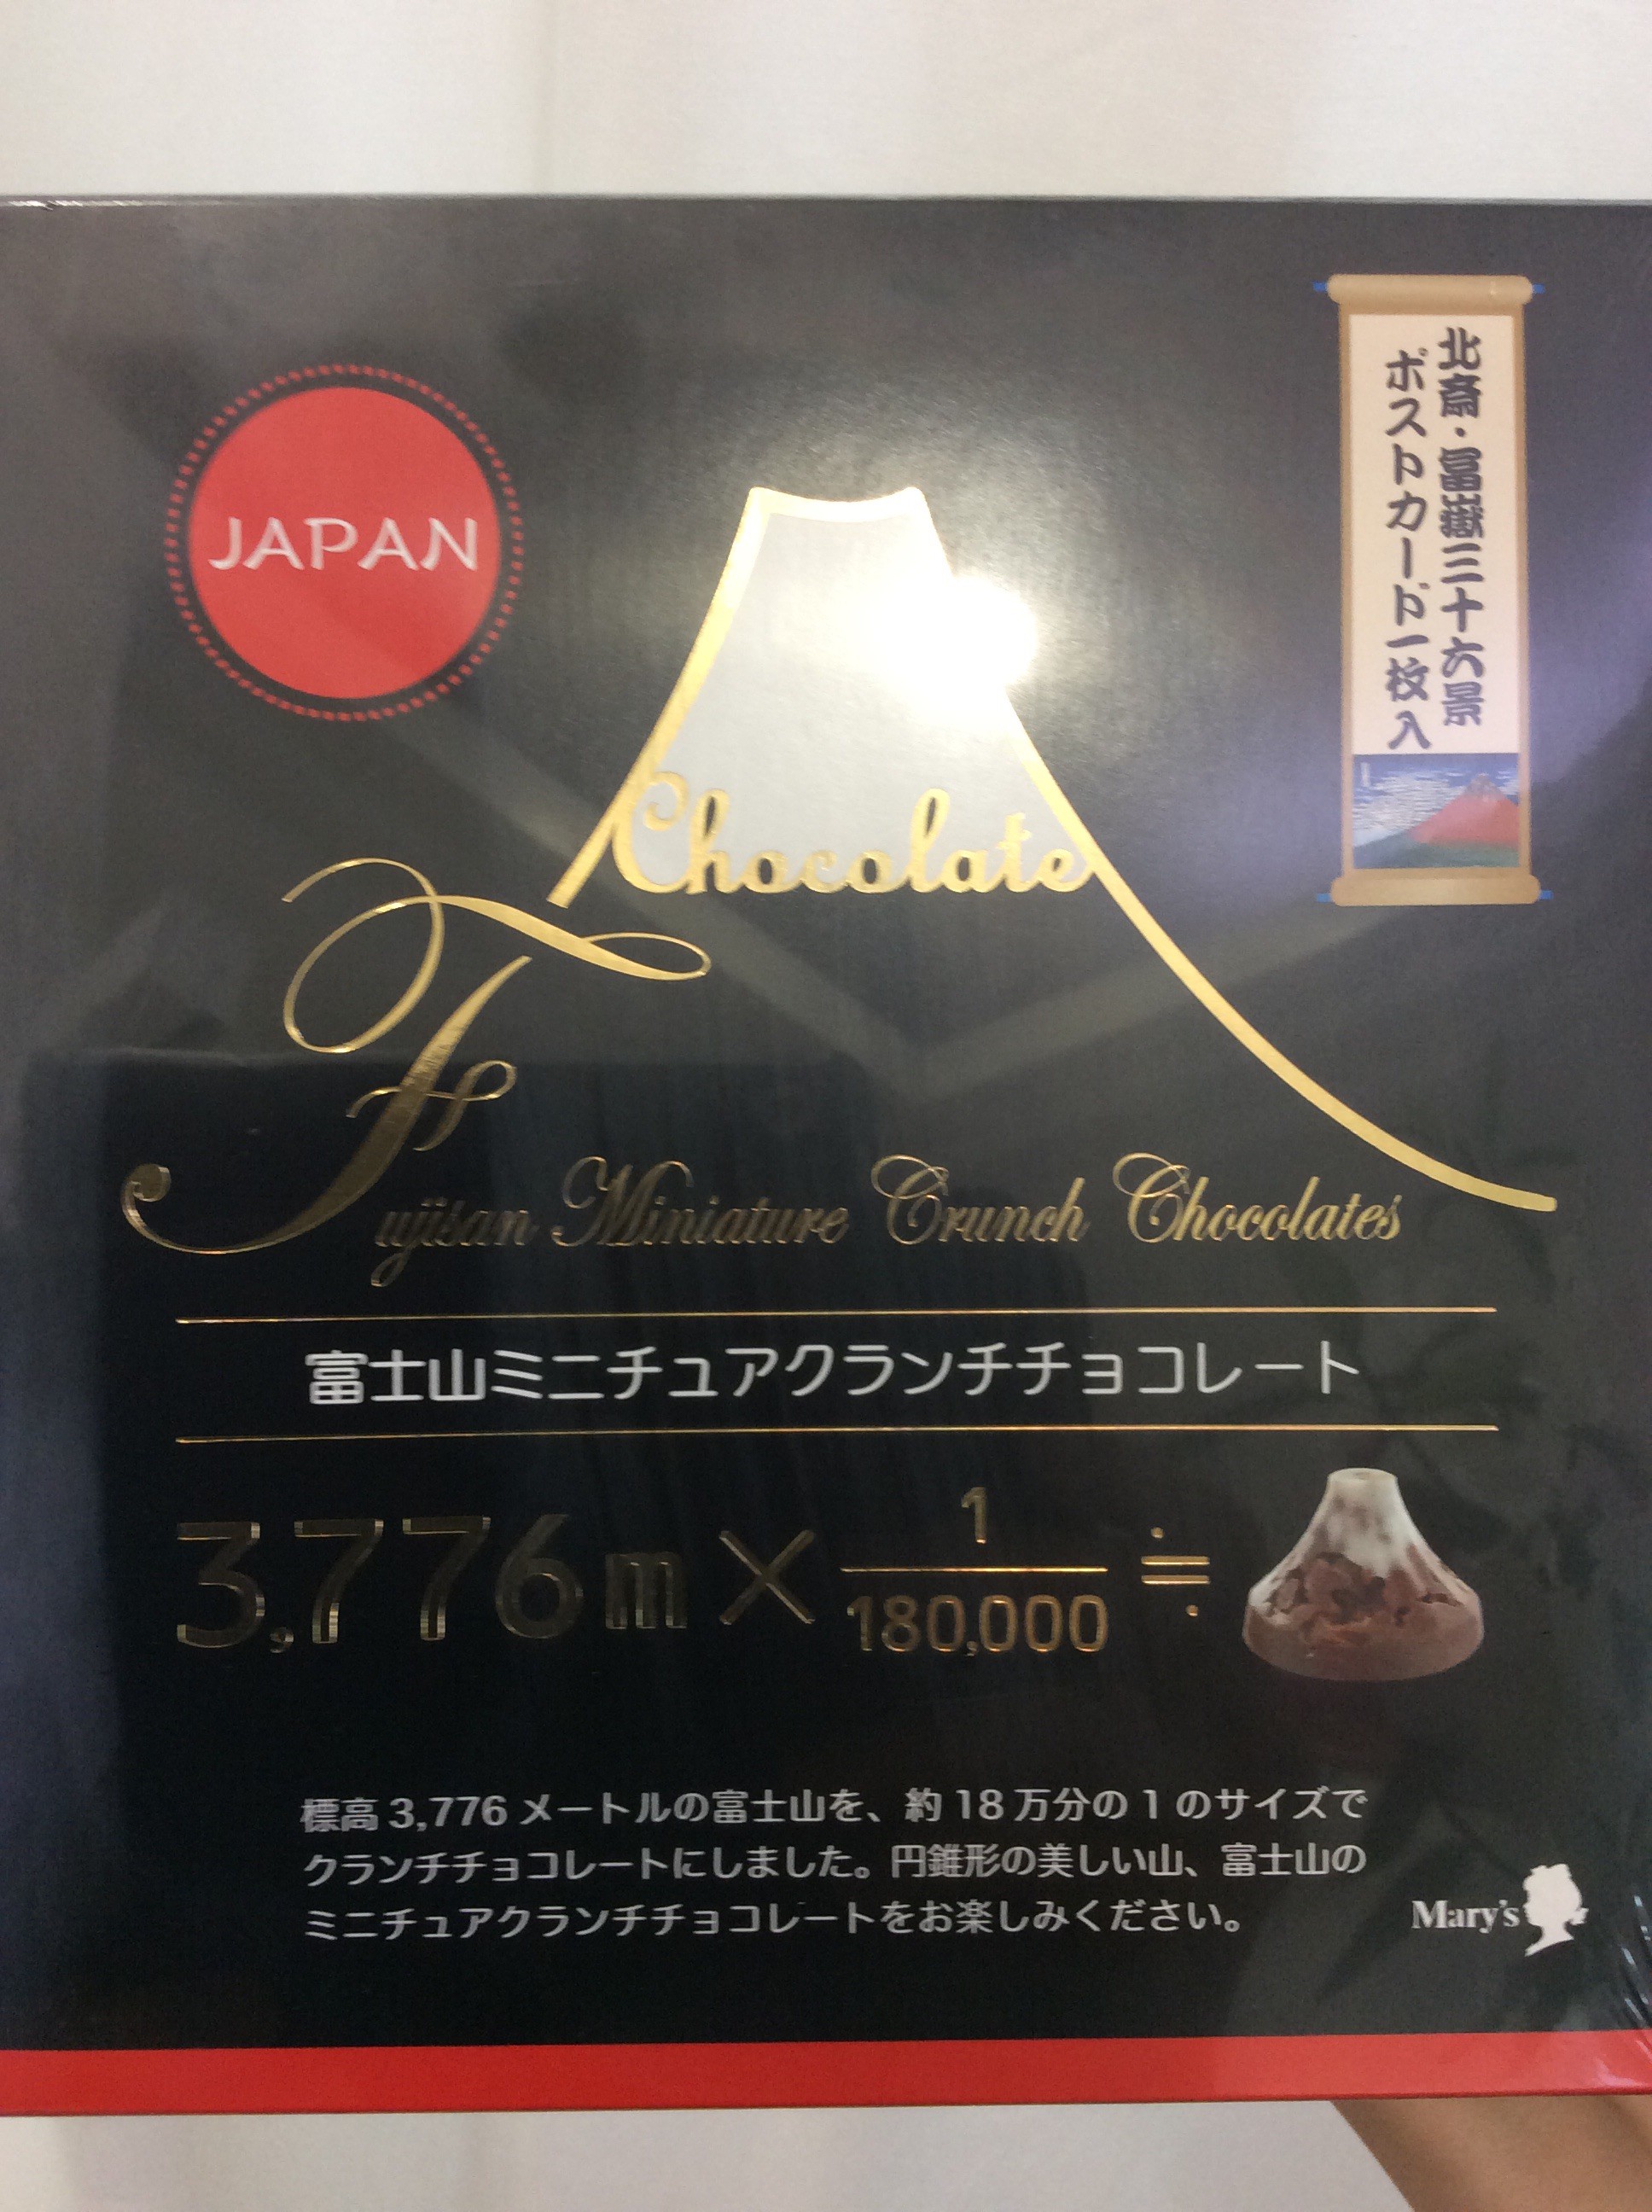 JAPAN
北斎・冨嶽三十六景
ポストカード一枚入
Chocolate
Fujisan Miniature Crunch Chocolates
富士山ミニチュアクランチチョコレート
3,776m × 1/180,000 ≒
標高3,776メートルの富士山を、約18万分の1のサイズで
クランチチョコレートにしました。円錐形の美しい山、富士山の
ミニチュアクランチチョコレートをお楽しみください。
Mary's